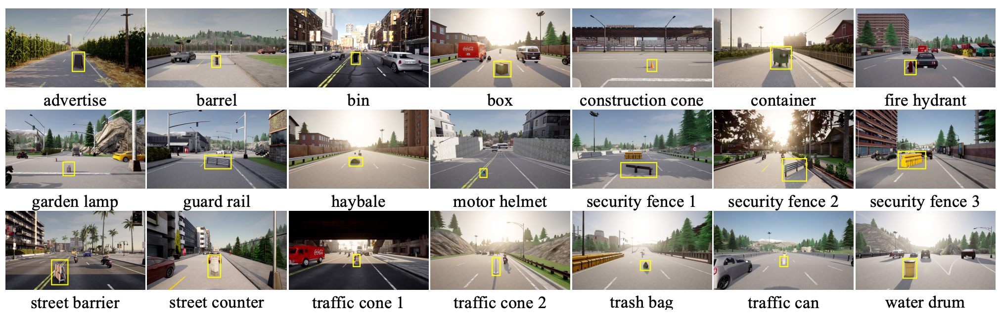 advertise
barrel
bin
box
construction cone
container
fire hydrant
garden lamp
guard rail
haybale
motor helmet
security fence 1
security fence 2
security fence 3
street barrier
street counter
traffic cone 1
traffic cone 2
trash bag
traffic can
water drum